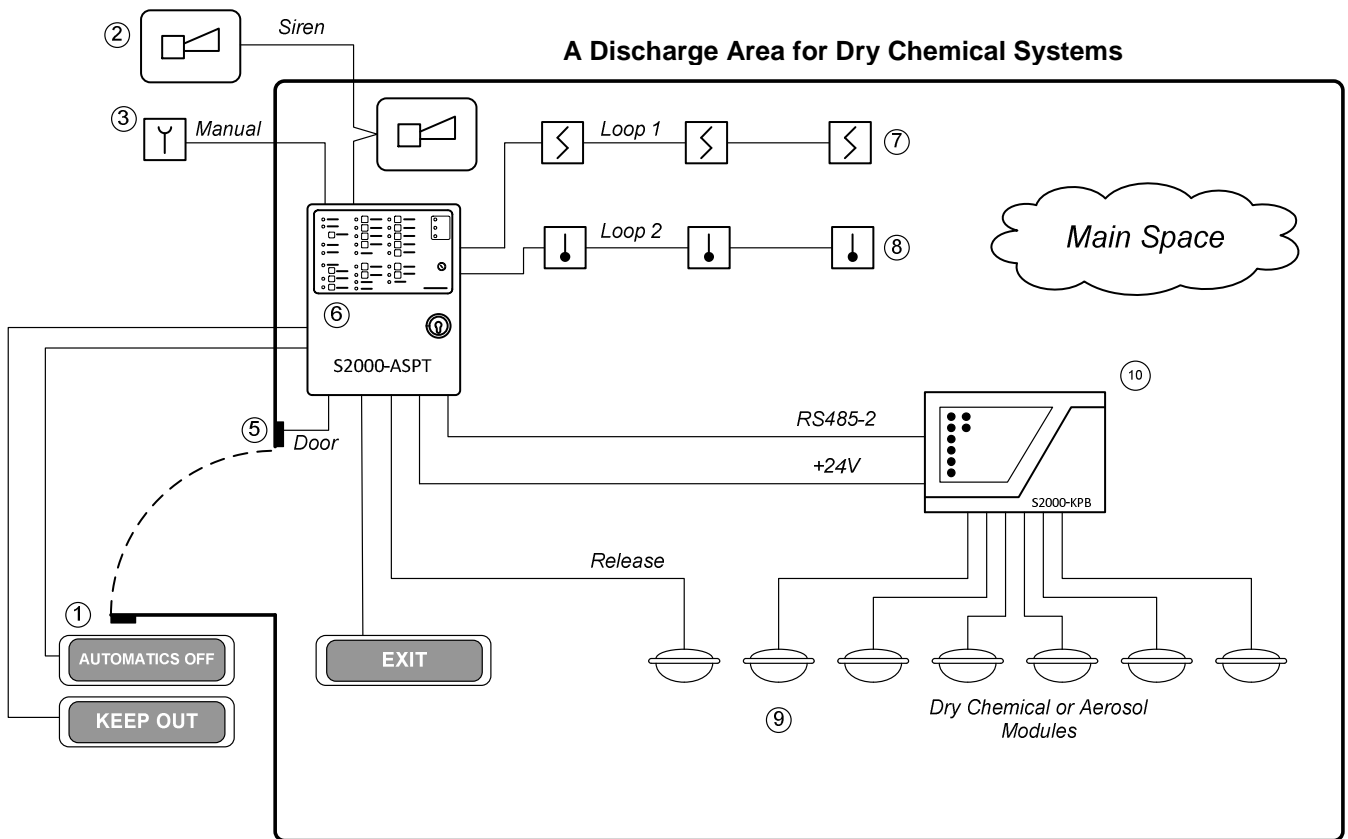 A Discharge Area for Dry Chemical Systems
2
Siren
3
Manual
Loop 1
7
Loop 2
8
Main Space
6
S2000-ASPT
10
5
Door
RS485-2
+24V
S2000-KPB
Release
1
AUTOMATICS OFF
EXIT
KEEP OUT
9
Dry Chemical or Aerosol
Modules